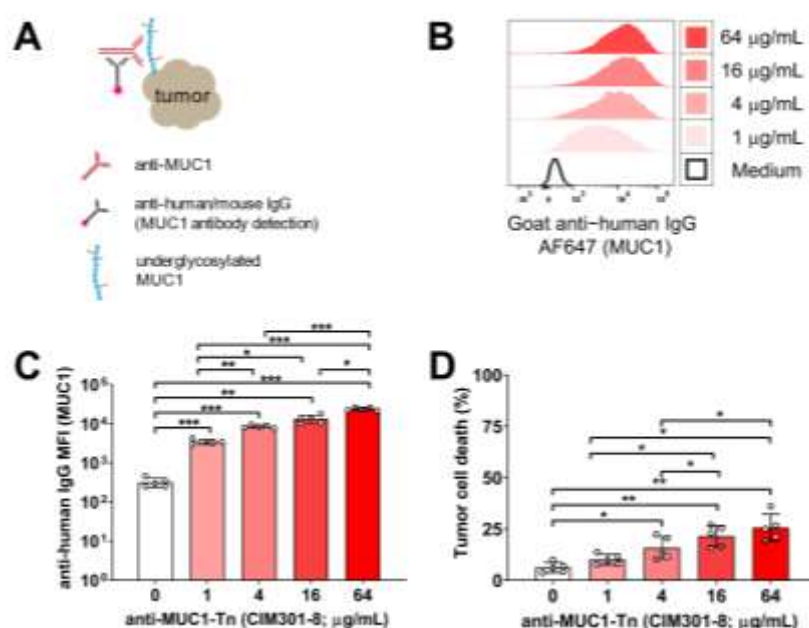 A
tumor
anti-MUC1
anti-human/mouse IgG
(MUC1 antibody detection)
underglycosylated
MUC1
B
64 μg/mL
16 μg/mL
4 μg/mL
1 μg/mL
Medium
0
10⁴
Goat anti-human IgG
AF647 (MUC1)
C
anti-human IgG MFI (MUC1)
10⁵
10⁴
10³
10²
10¹
10⁰
***
***
*
**
*
***
**
***
***
0 1 4 16 64
anti-MUC1-Tn (CIM301-8; μg/mL)
D
Tumor cell death (%)
100
75
50
25
0
*
*
*
*
**
**
*
0 1 4 16 64
anti-MUC1-Tn (CIM301-8; μg/mL)